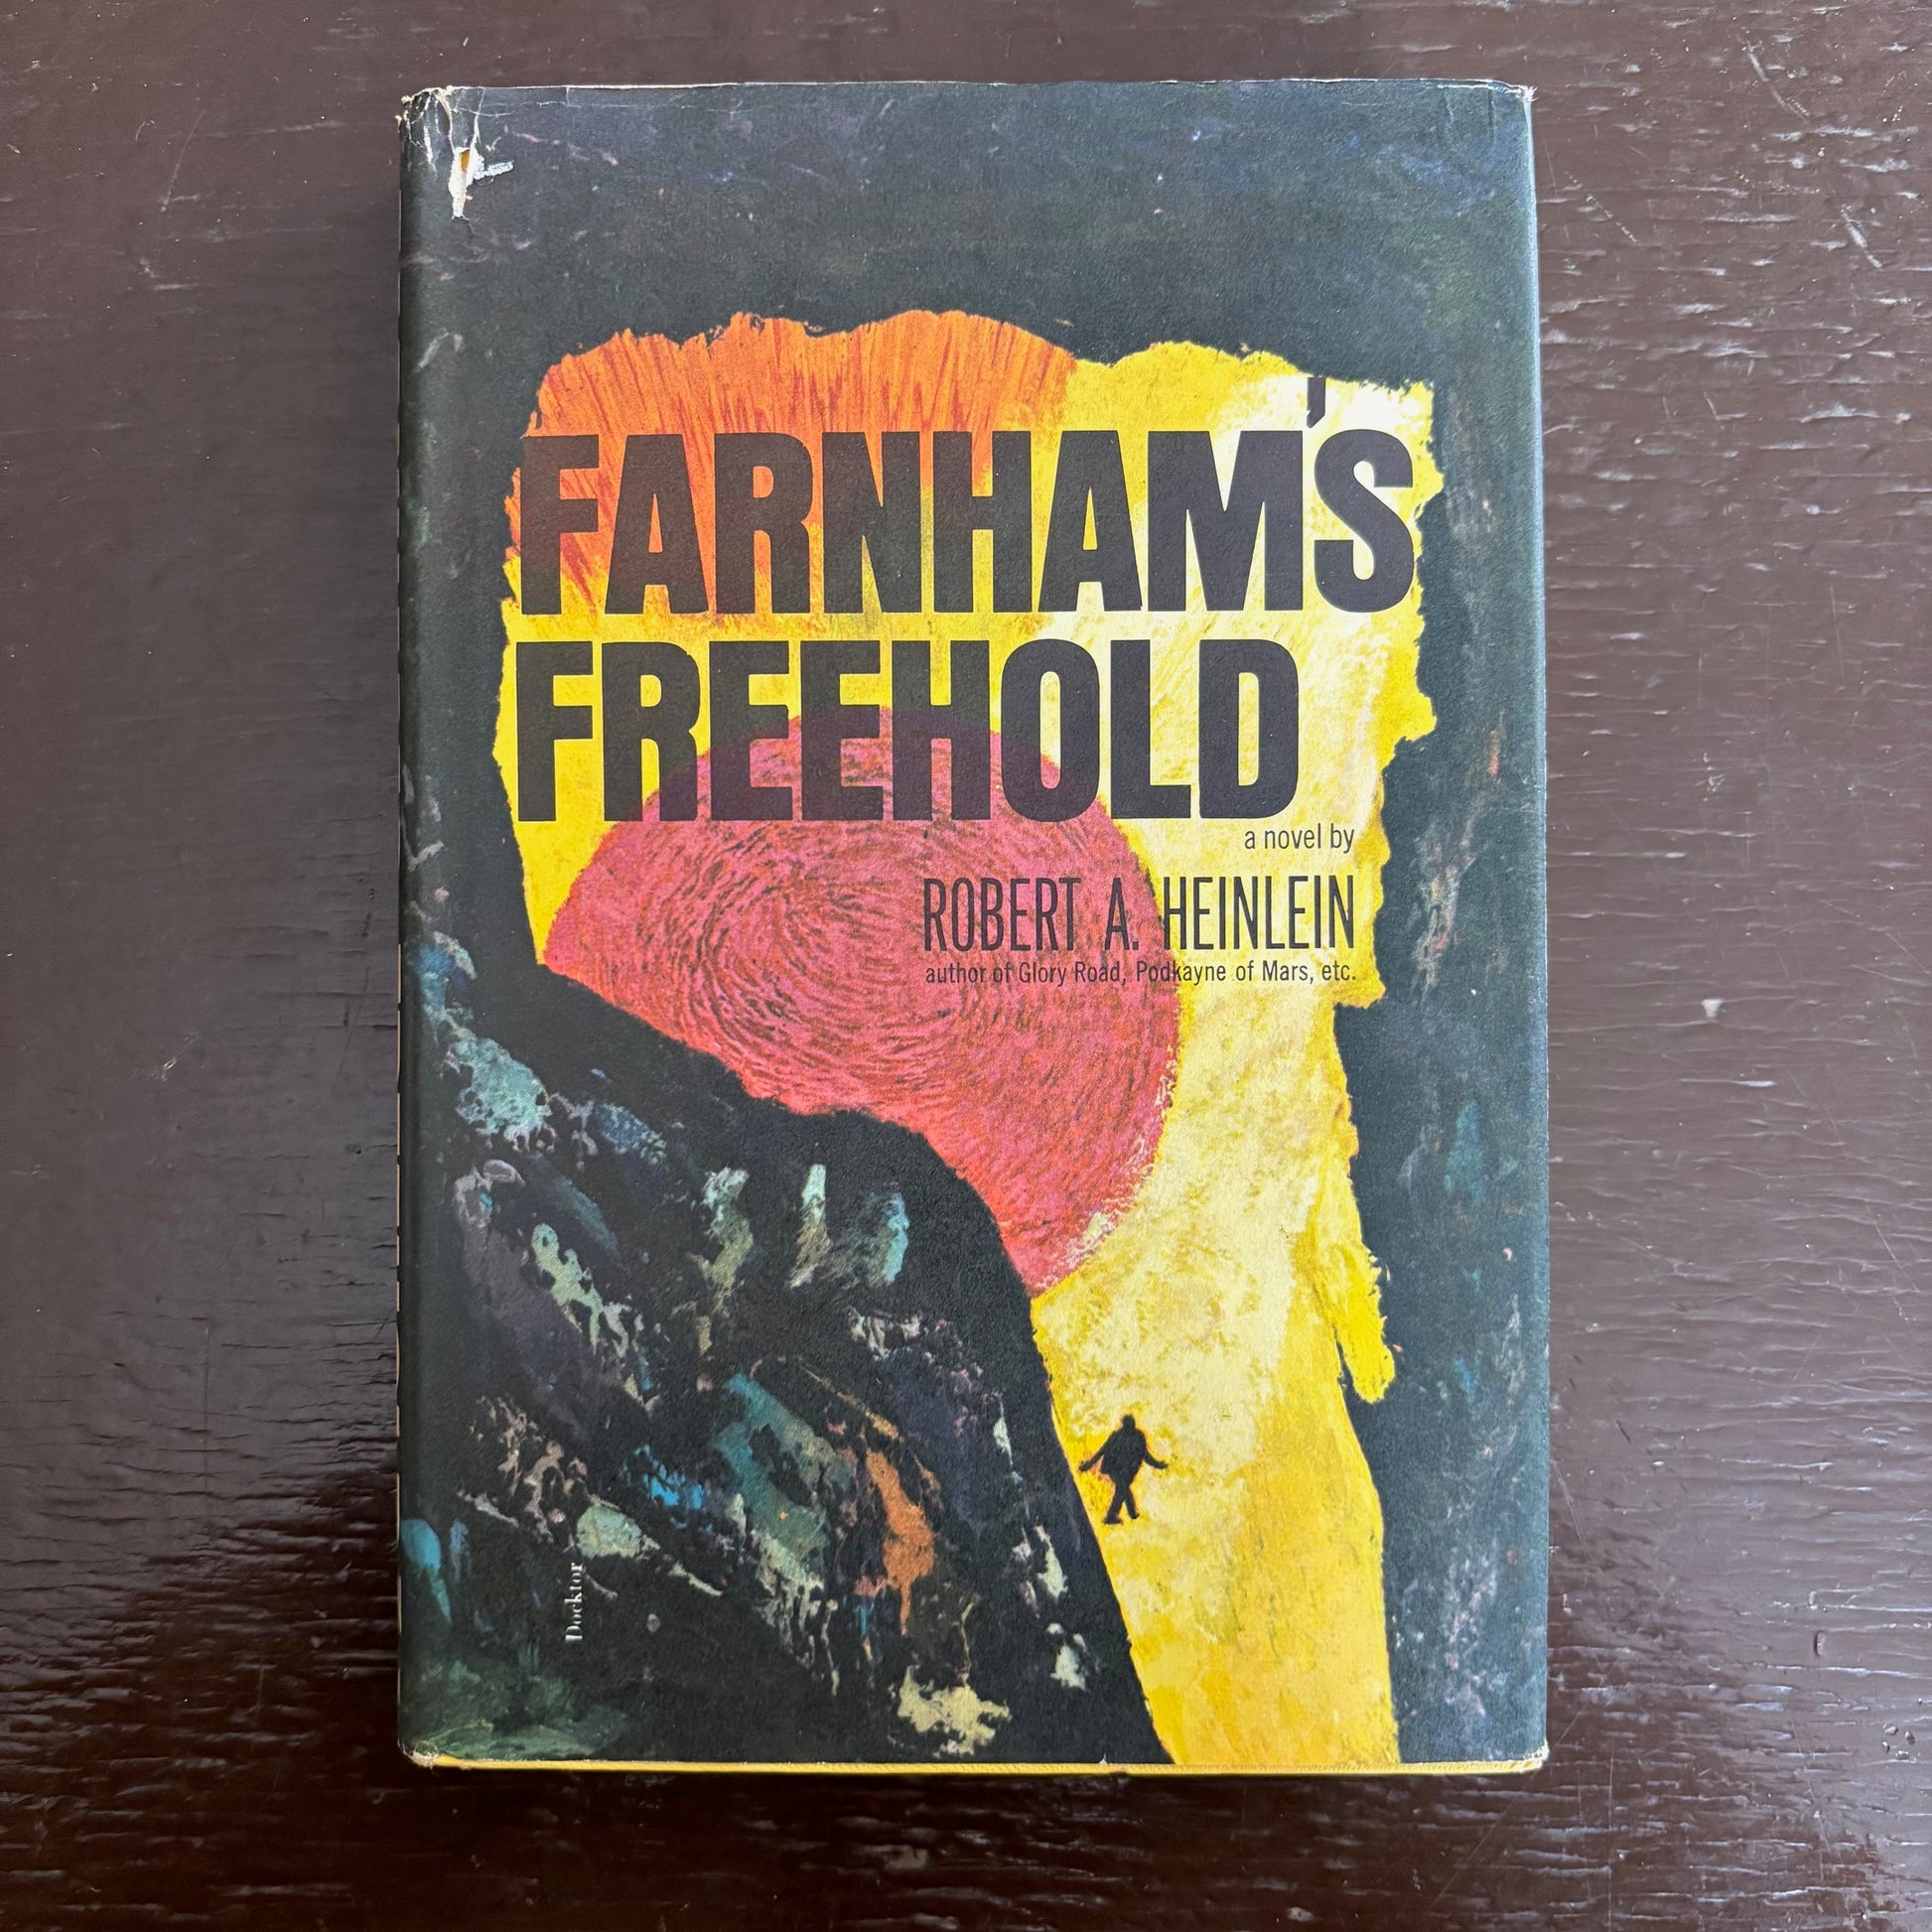 FARNHAM'S
FREEHOLD
a novel by
ROBERT A. HEINLEIN
author of Glory Road, Podkayne of Mars, etc.
Docktor